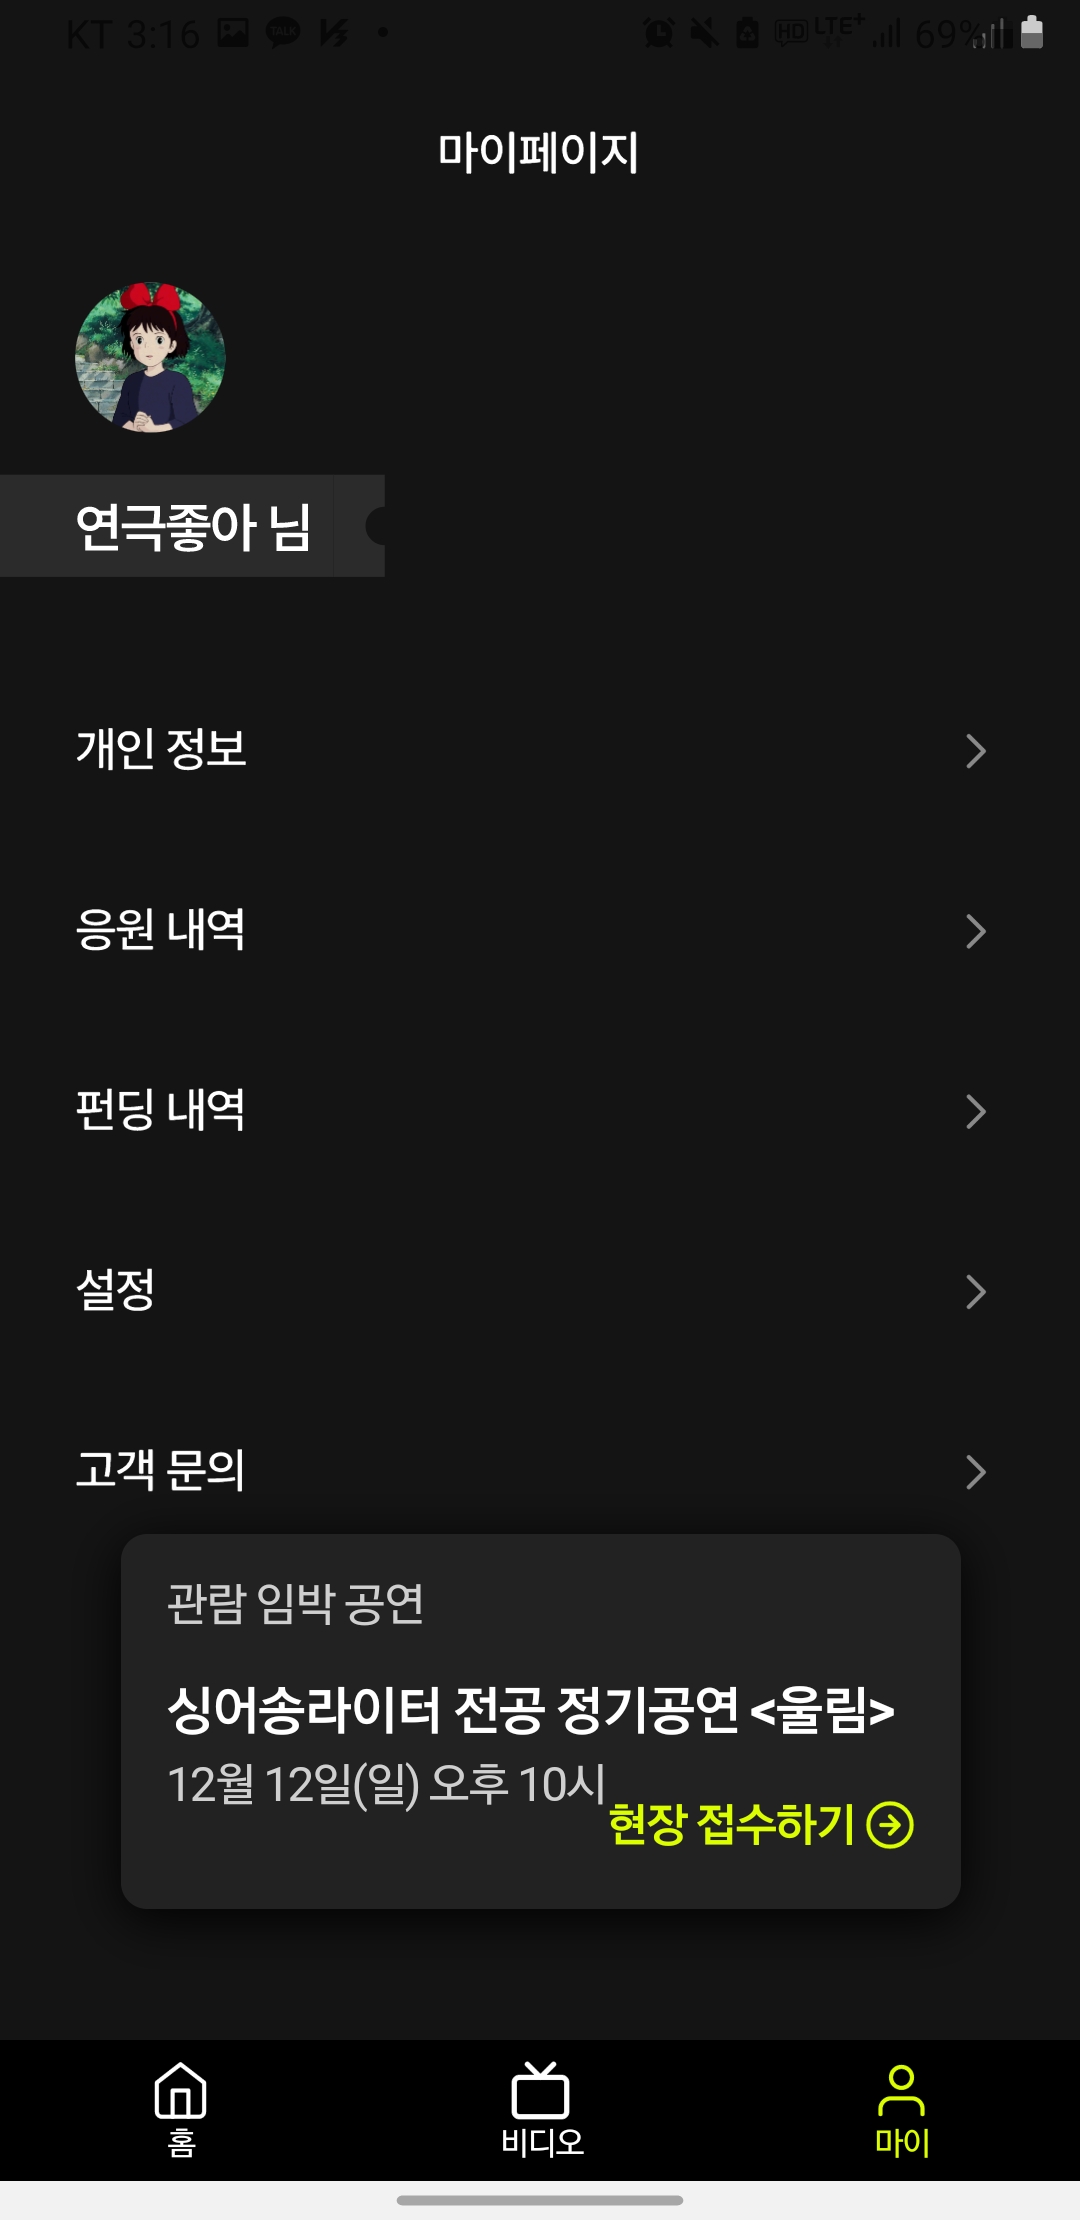 KT 3:16 TALK HD LTE+ 69%
마이페이지
연극좋아 님
개인 정보
응원 내역
펀딩 내역
설정
고객 문의
관람 임박 공연
싱어송라이터 전공 정기공연 <울림>
12월 12일(일) 오후 10시
현장 접수하기
홈 비디오 마이